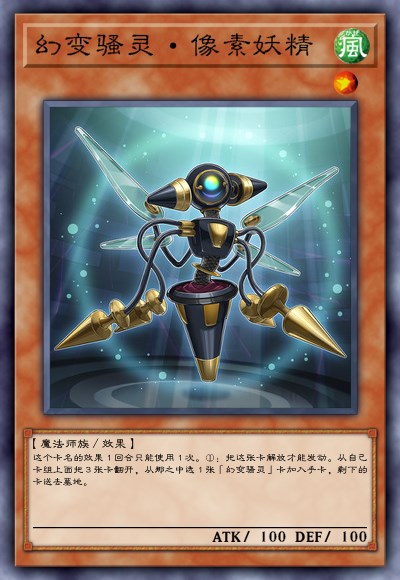 幻变骚灵·像素妖精
風
【魔法师族/效果】
这个卡名的效果1回合只能使用1次。①：把这张卡解放才能发动。从自己
卡组上面把3张卡翻开，从那之中选1张「幻变骚灵」卡加入手卡，剩下的
卡送去墓地。
ATK/ 100 DEF/ 100